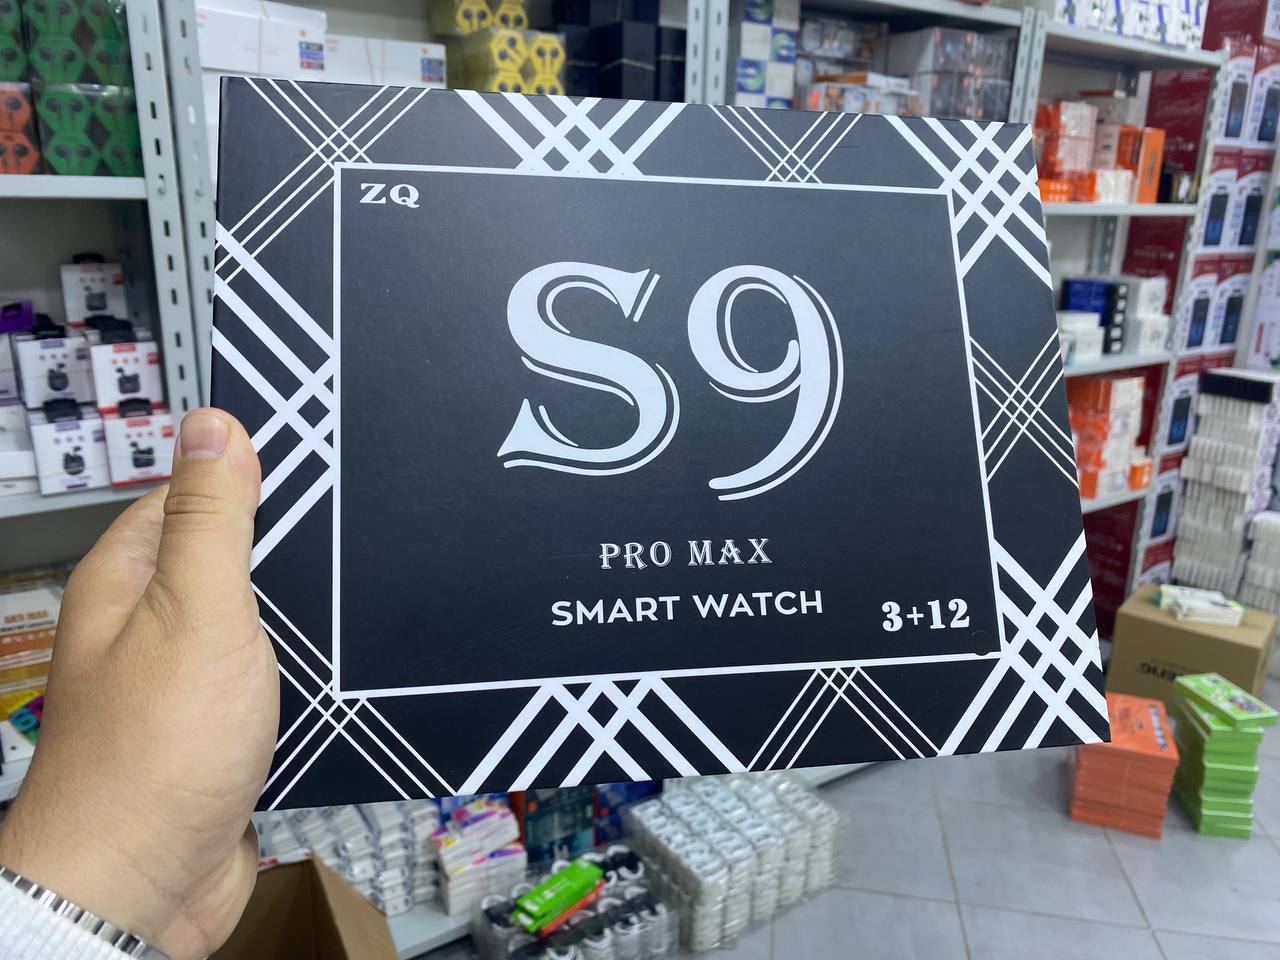 ZQ
S9
PRO MAX
SMART WATCH
3+12